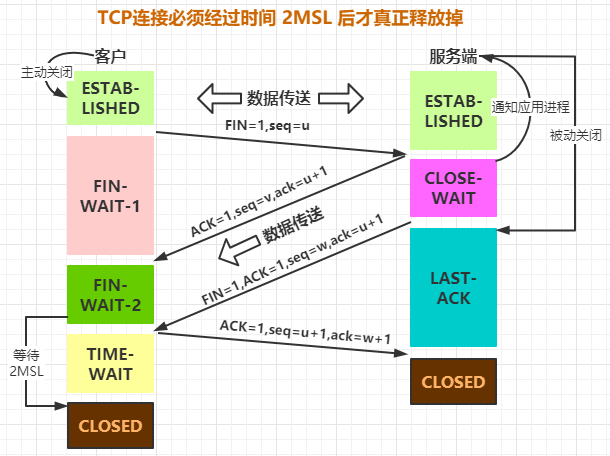 TCP连接必须经过时间 2MSL 后才真正释放掉
客户
服务端
主动关闭
ESTAB-
LISHED
数据传送
ESTAB-
LISHED
通知应用进程
被动关闭
FIN=1,seq=u
FIN-
WAIT-1
ACK=1,seq=v,ack=u+1
CLOSE-
WAIT
数据传送
FIN=1,ACK=1,seq=w,ack=u+1
FIN-
WAIT-2
LAST-
ACK
ACK=1,seq=u+1,ack=w+1
等待
2MSL
TIME-
WAIT
CLOSED
CLOSED